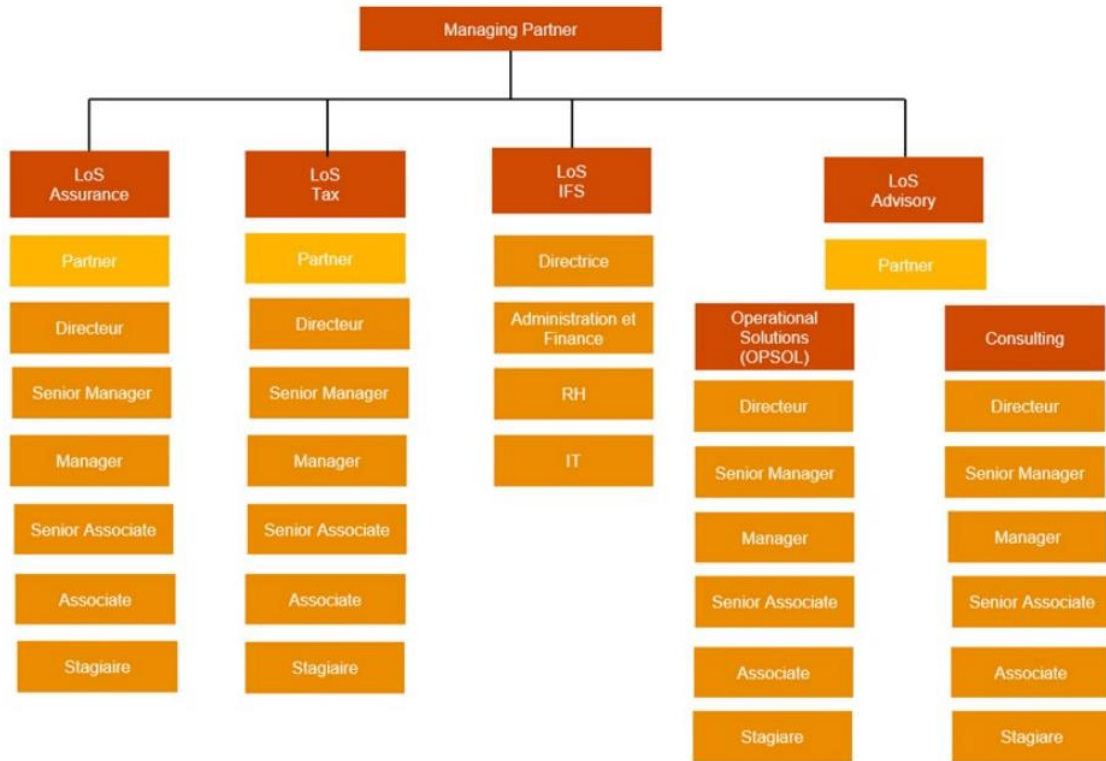 Managing Partner
LoS
Assurance
Partner
Directeur
Senior Manager
Manager
Senior Associate
Associate
Stagiaire
LoS
Tax
Partner
Directeur
Senior Manager
Manager
Senior Associate
Associate
Stagiaire
LoS
IFS
Directrice
Administration et
Finance
RH
IT
LoS
Advisory
Partner
Operational
Solutions
(OPSOL)
Directeur
Senior Manager
Manager
Senior Associate
Associate
Stagiare
Consulting
Directeur
Senior Manager
Manager
Senior Associate
Associate
Stagiare